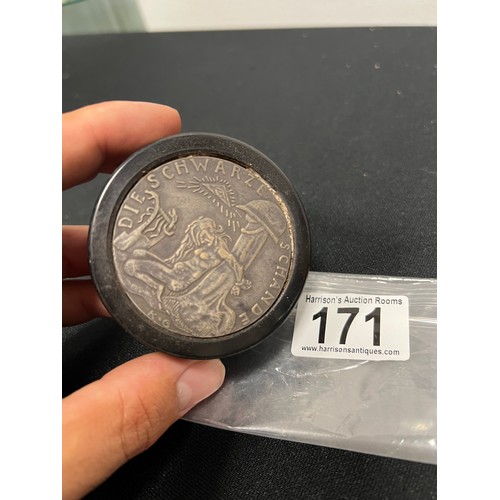 DIE SCHWARZE SCHANDE
K.G
Harrison's Auction Rooms
171
www.harrisonsantiques.com